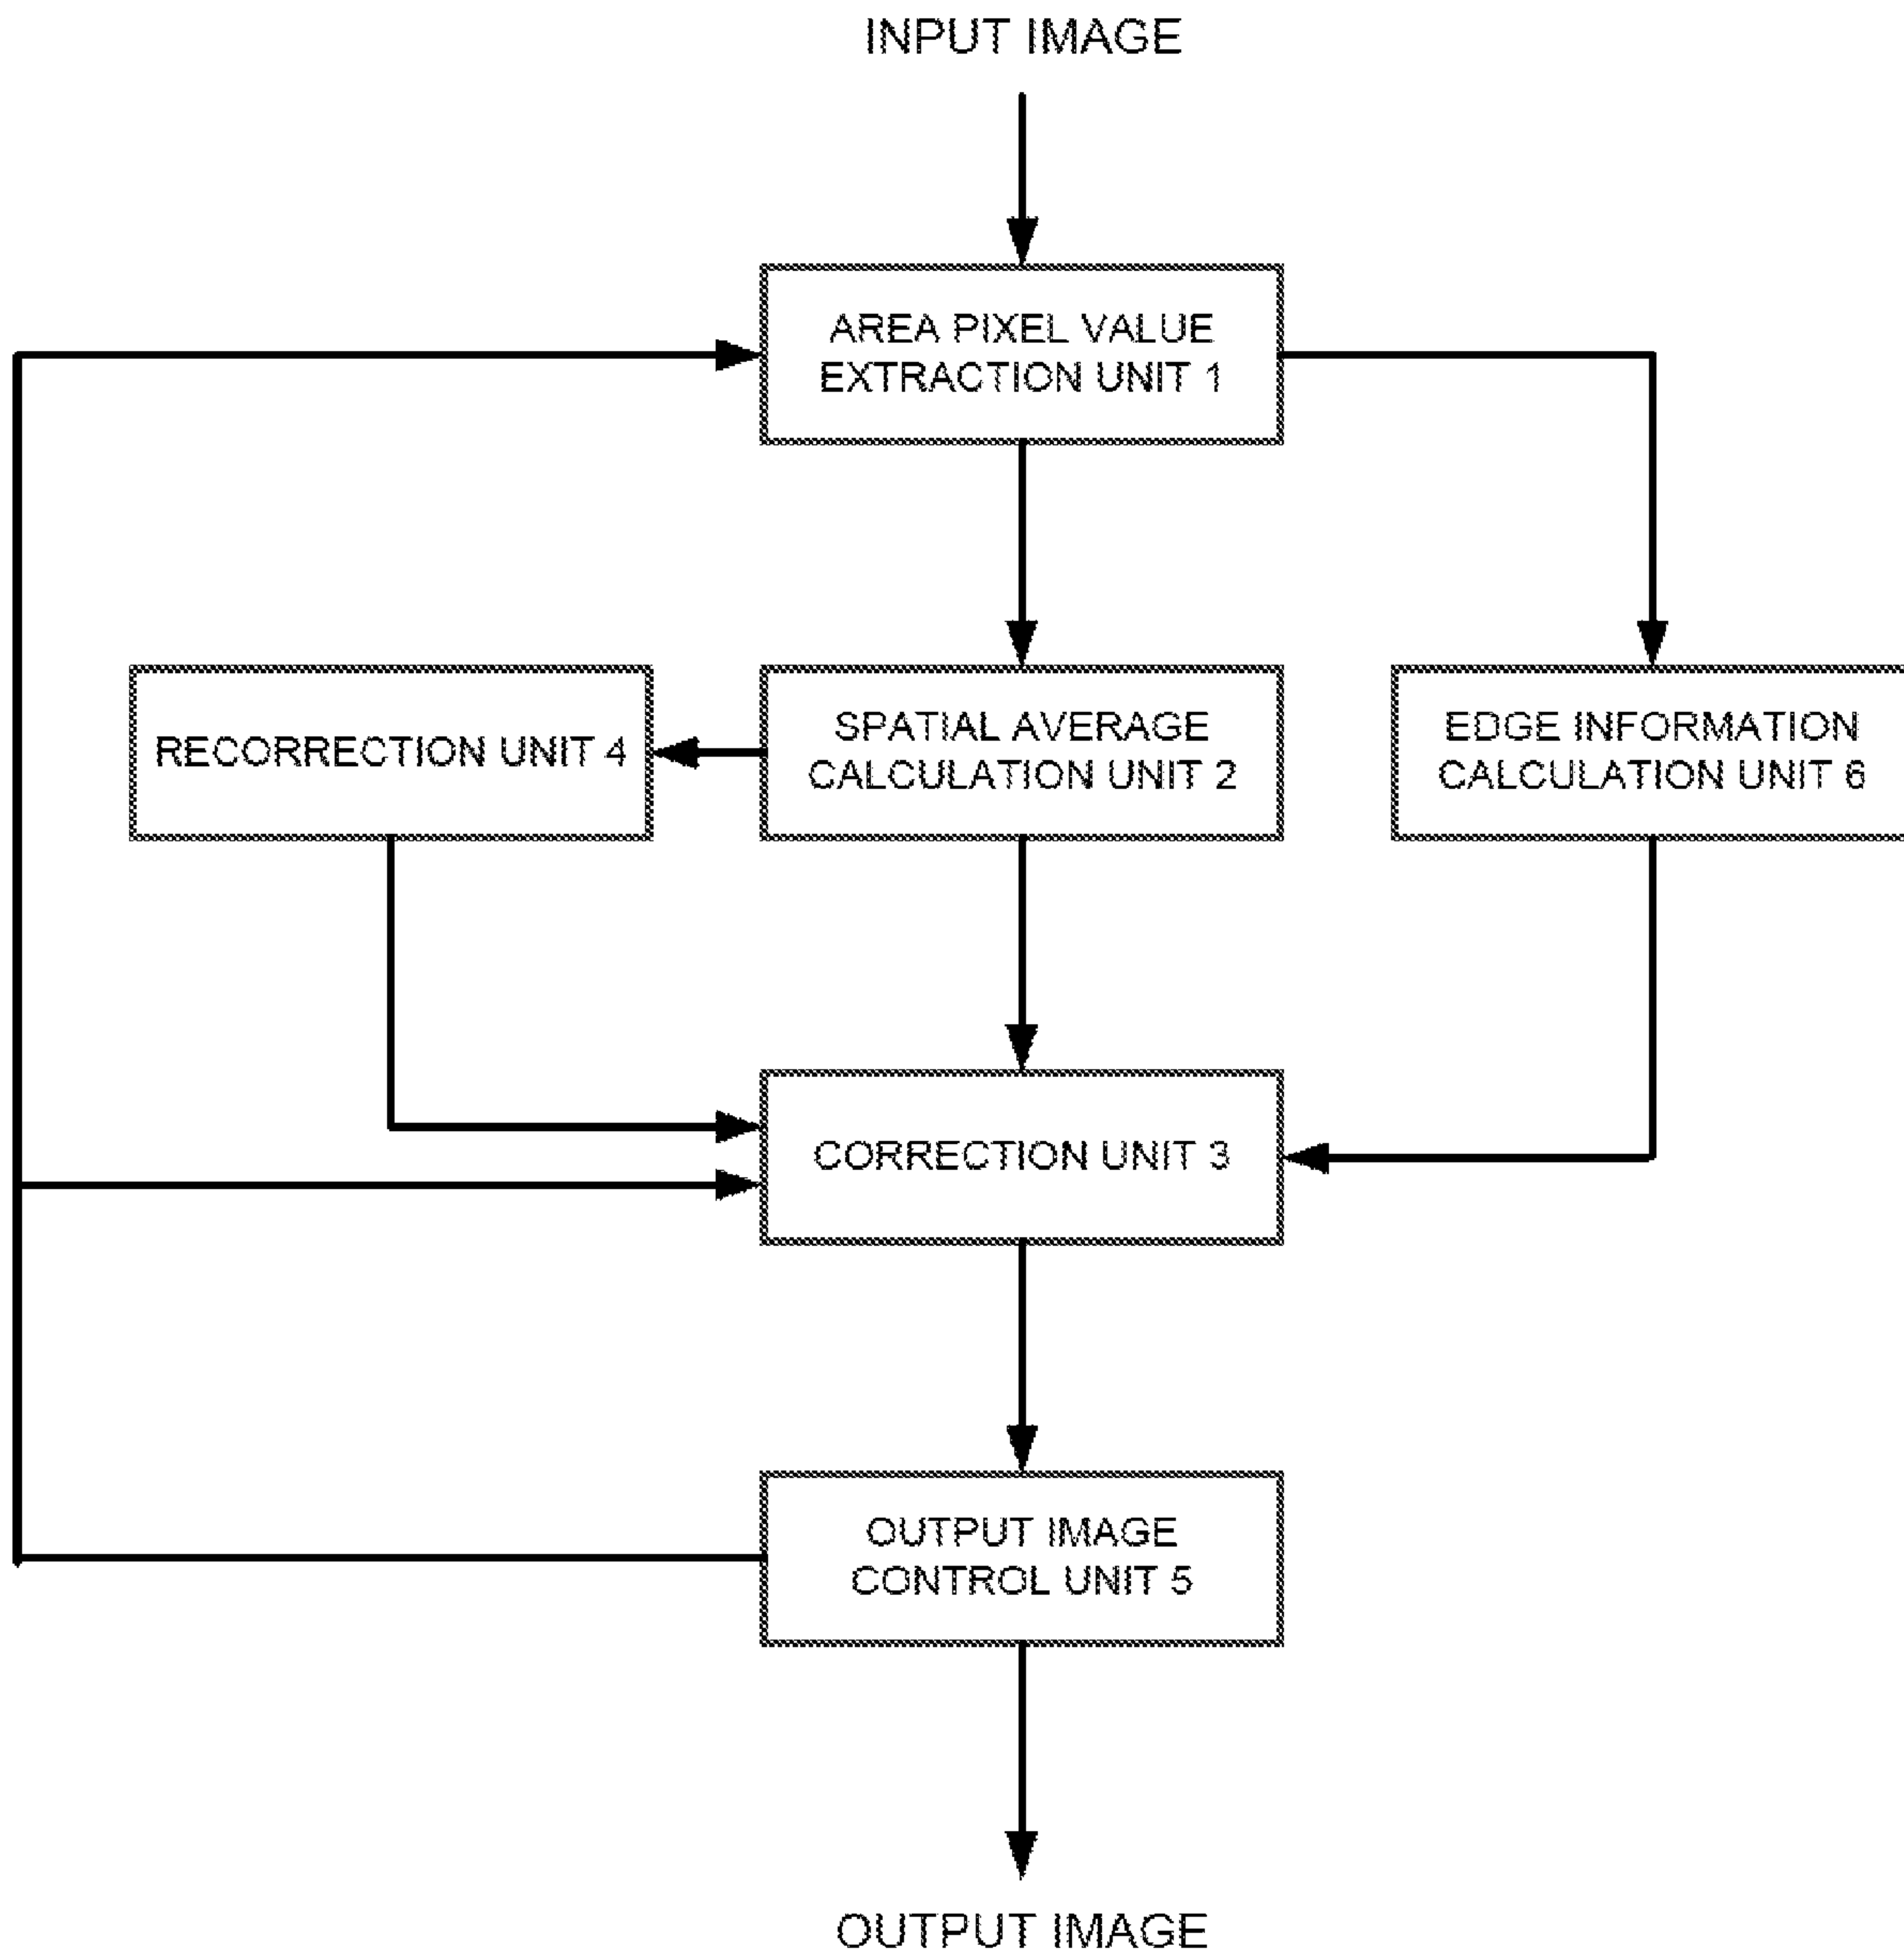 INPUT IMAGE
AREA PIXEL VALUE
EXTRACTION UNIT 1
RECORRECTION UNIT 4
SPATIAL AVERAGE
CALCULATION UNIT 2
EDGE INFORMATION
CALCULATION UNIT 6
CORRECTION UNIT 3
OUTPUT IMAGE
CONTROL UNIT 5
OUTPUT IMAGE